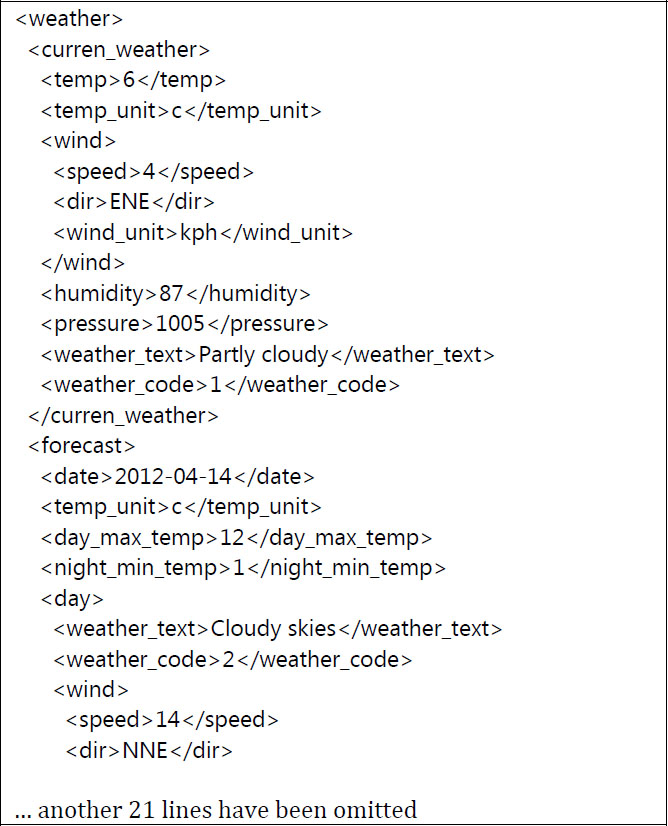 <weather>
<curren_weather>
<temp>6</temp>
<temp_unit>c</temp_unit>
<wind>
<speed>4</speed>
<dir>ENE</dir>
<wind_unit>kph</wind_unit>
</wind>
<humidity>87</humidity>
<pressure>1005</pressure>
<weather_text>Partly cloudy</weather_text>
<weather_code>1</weather_code>
</curren_weather>
<forecast>
<date>2012-04-14</date>
<temp_unit>c</temp_unit>
<day_max_temp>12</day_max_temp>
<night_min_temp>1</night_min_temp>
<day>
<weather_text>Cloudy skies</weather_text>
<weather_code>2</weather_code>
<wind>
<speed>14</speed>
<dir>NNE</dir>
... another 21 lines have been omitted